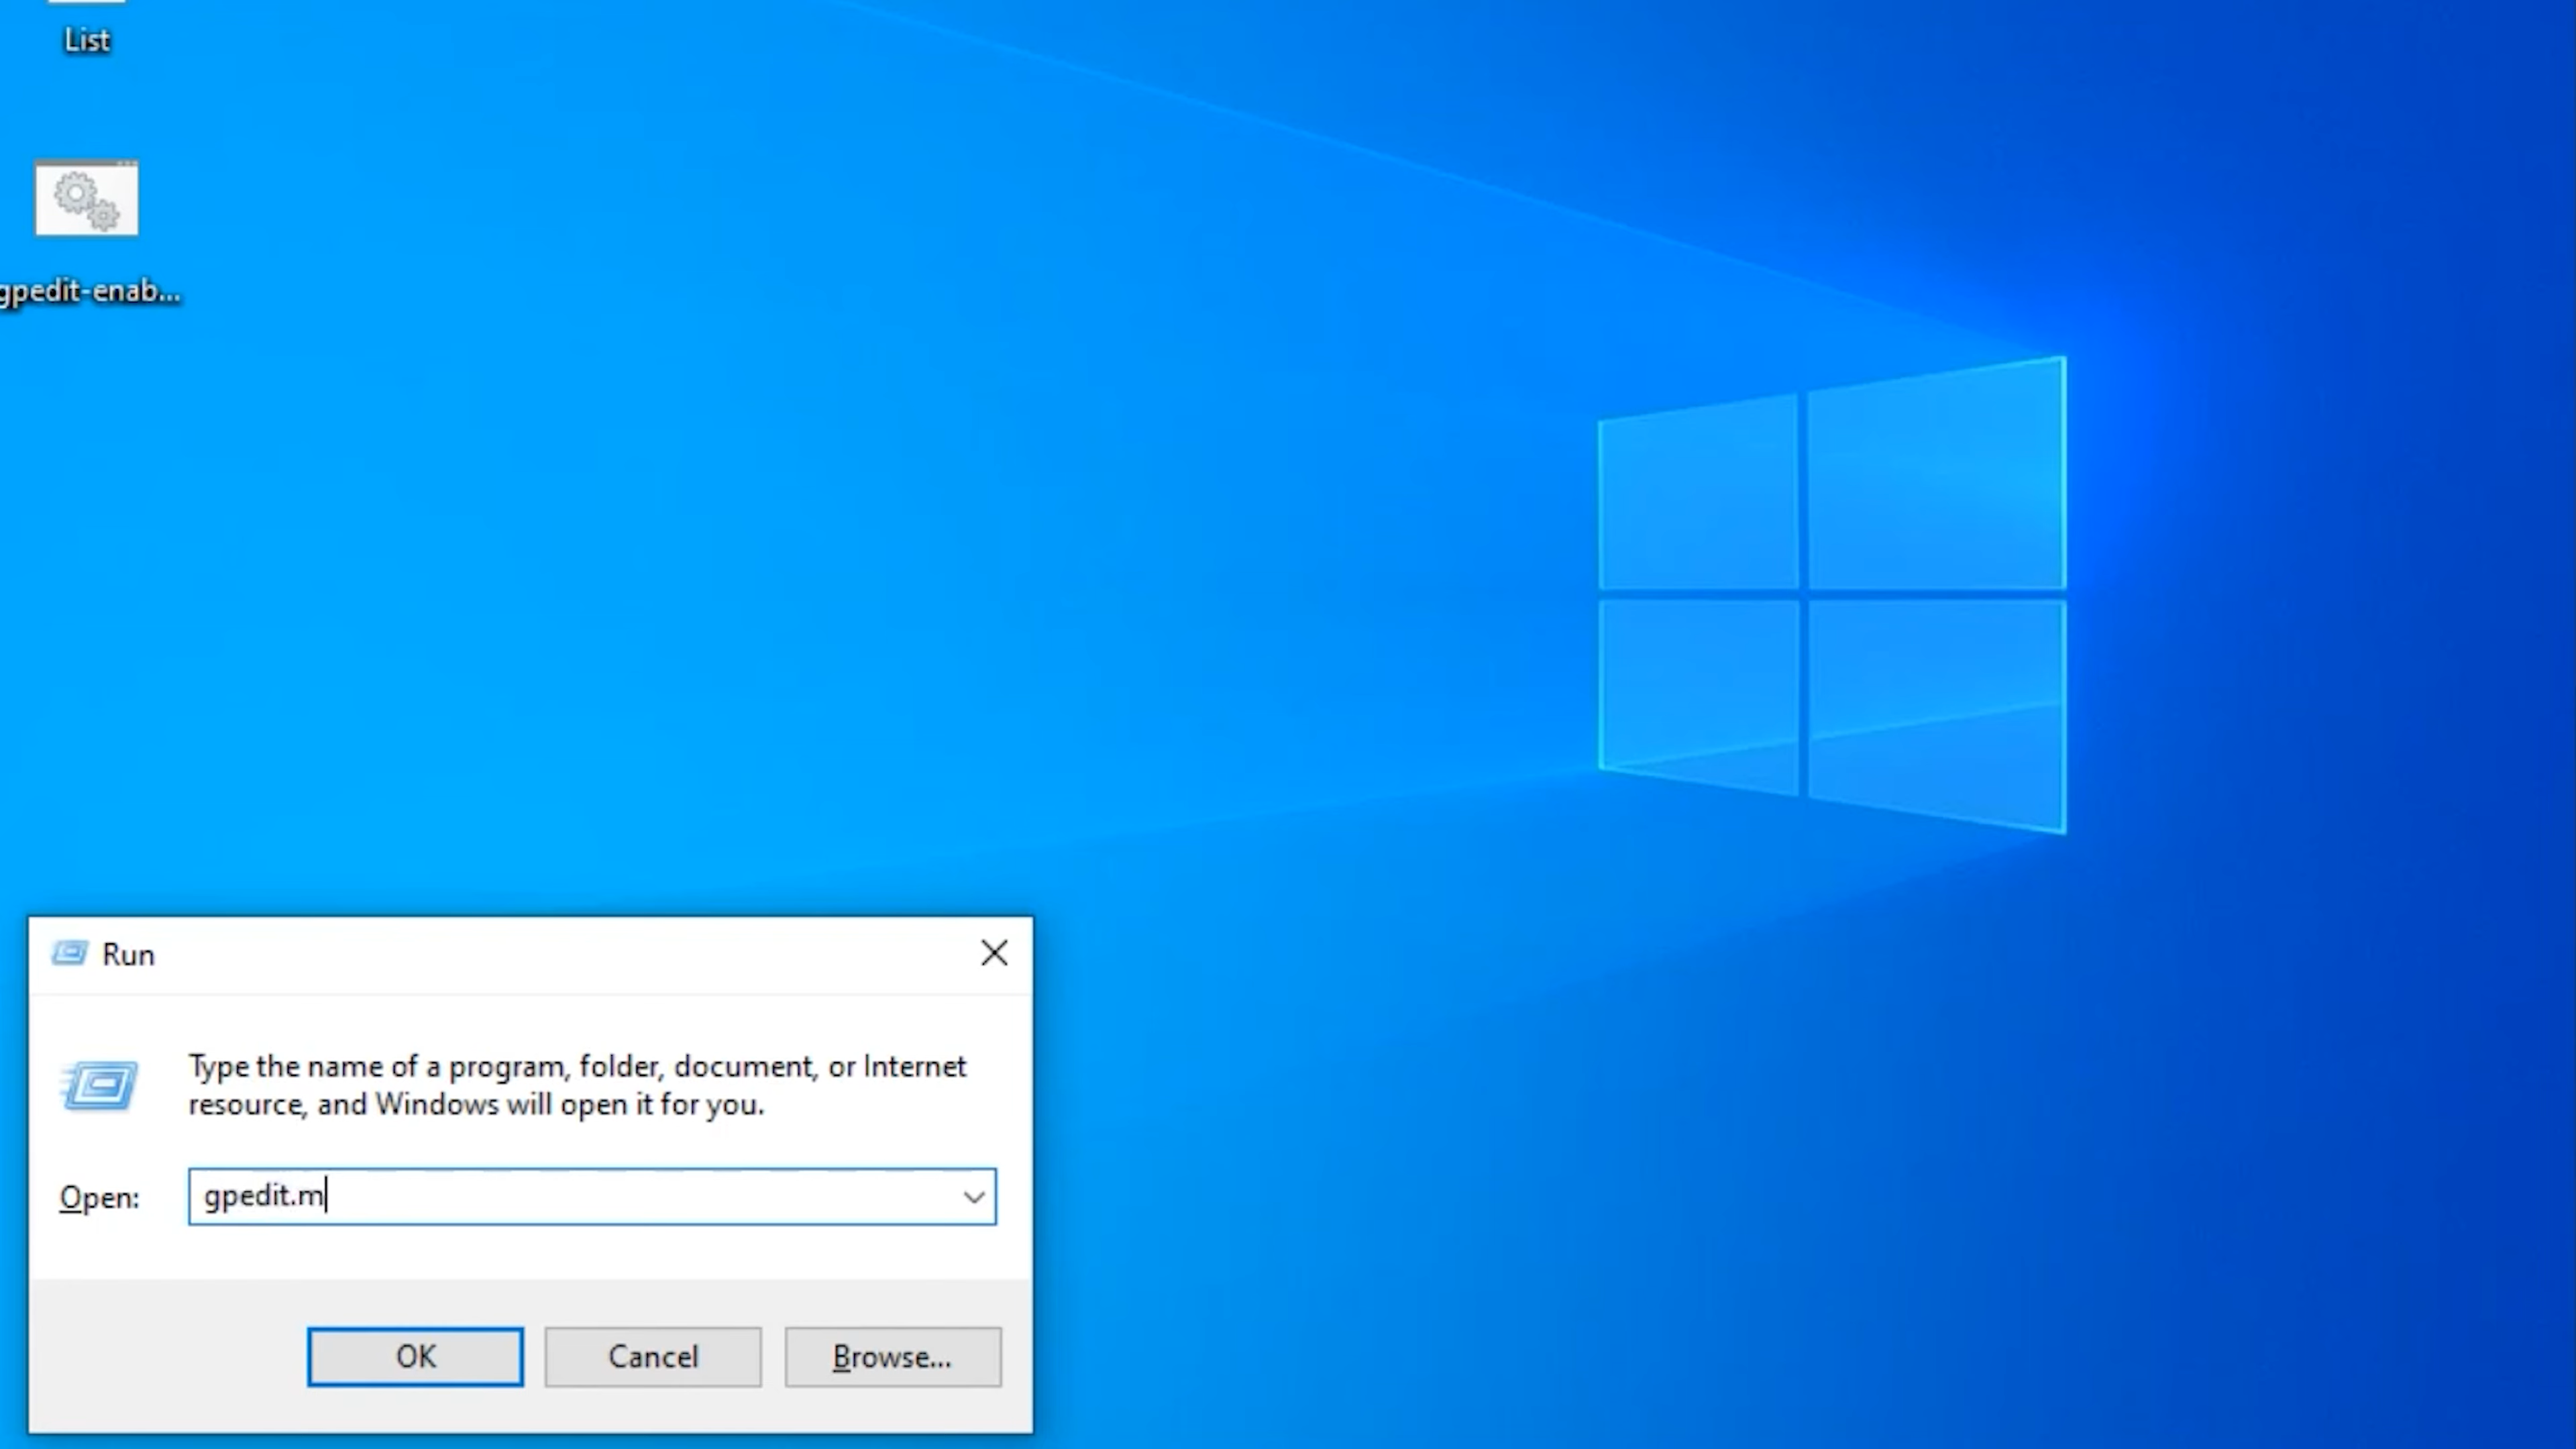 List
gpedit-enab...
Run
Type the name of a program, folder, document, or Internet
resource, and Windows will open it for you.
Open:
gpedit.m
OK
Cancel
Browse...